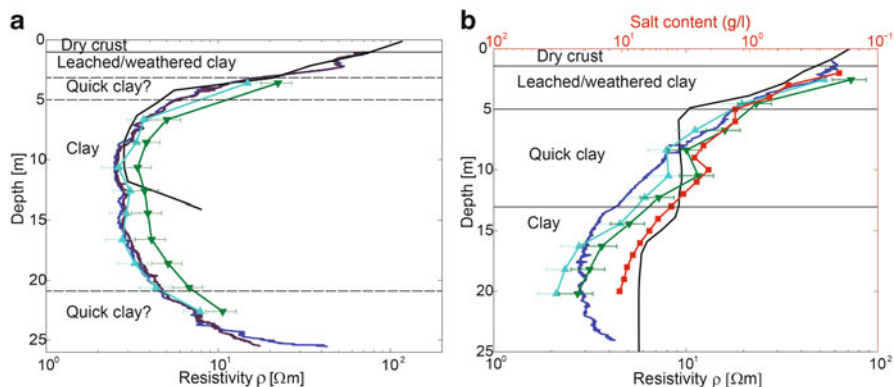 a
0
Dry crust
Leached/weathered clay
Quick clay?
5
Clay
10
Depth [m]
15
20
Quick clay?
25
10⁰
10¹
10²
Resistivity ρ [Ωm]
b
Salt content (g/l)
10²
10¹
10⁰
10⁻¹
0
Dry crust
Leached/weathered clay
5
Quick clay
10
Depth [m]
Clay
15
20
25
10⁰
10¹
10²
Resistivity ρ [Ωm]